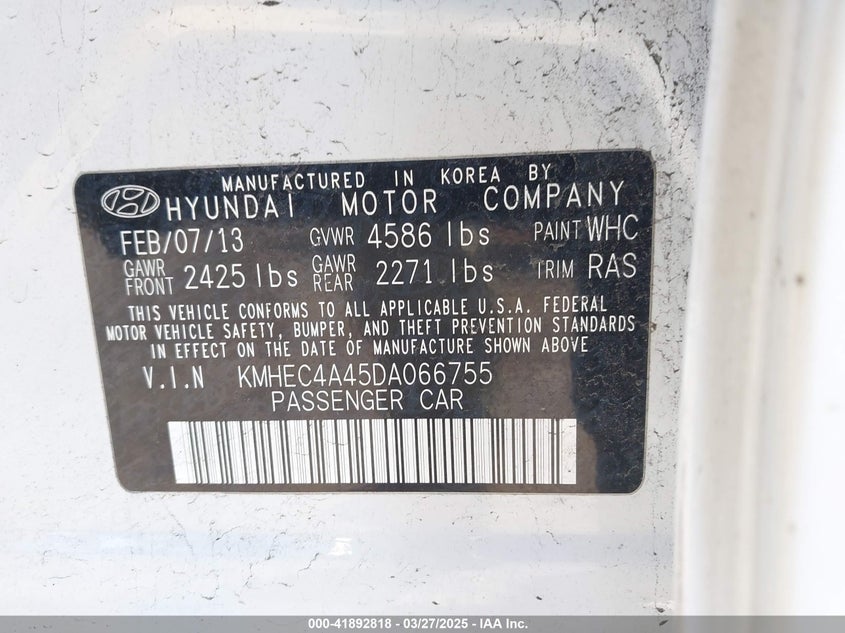 MANUFACTURED IN KOREA BY
HYUNDAI MOTOR COMPANY
FEB/07/13 GVWR 4586 lbs PAINT WHC
GAWR FRONT 2425 lbs GAWR REAR 2271 lbs TRIM RAS
THIS VEHICLE CONFORMS TO ALL APPLICABLE U.S.A. FEDERAL
MOTOR VEHICLE SAFETY, BUMPER, AND THEFT PREVENTION STANDARDS
IN EFFECT ON THE DATE OF MANUFACTURE SHOWN ABOVE
V.I.N KMHEC4A45DA066755
PASSENGER CAR
000-41892818 - 03/27/2025 - IAA Inc.